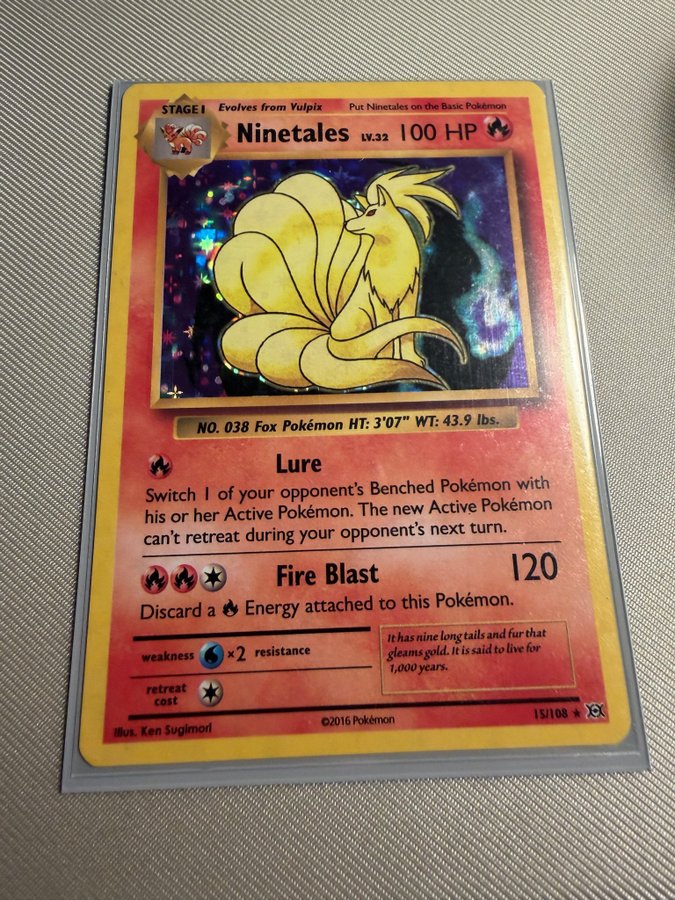 STAGE 1 Evolves from Vulpix Put Ninetales on the Basic Pokémon
Ninetales LV.32 100 HP
NO. 038 Fox Pokémon HT: 3'07" WT: 43.9 lbs.
Lure
Switch 1 of your opponent's Benched Pokémon with
his or her Active Pokémon. The new Active Pokémon
can't retreat during your opponent's next turn.
Fire Blast 120
Discard a Energy attached to this Pokémon.
weakness ×2 resistance
It has nine long tails and fur that
gleams gold. It is said to live for
1,000 years.
retreat
cost
Illus. Ken Sugimori
©2016 Pokémon
15/108 ★